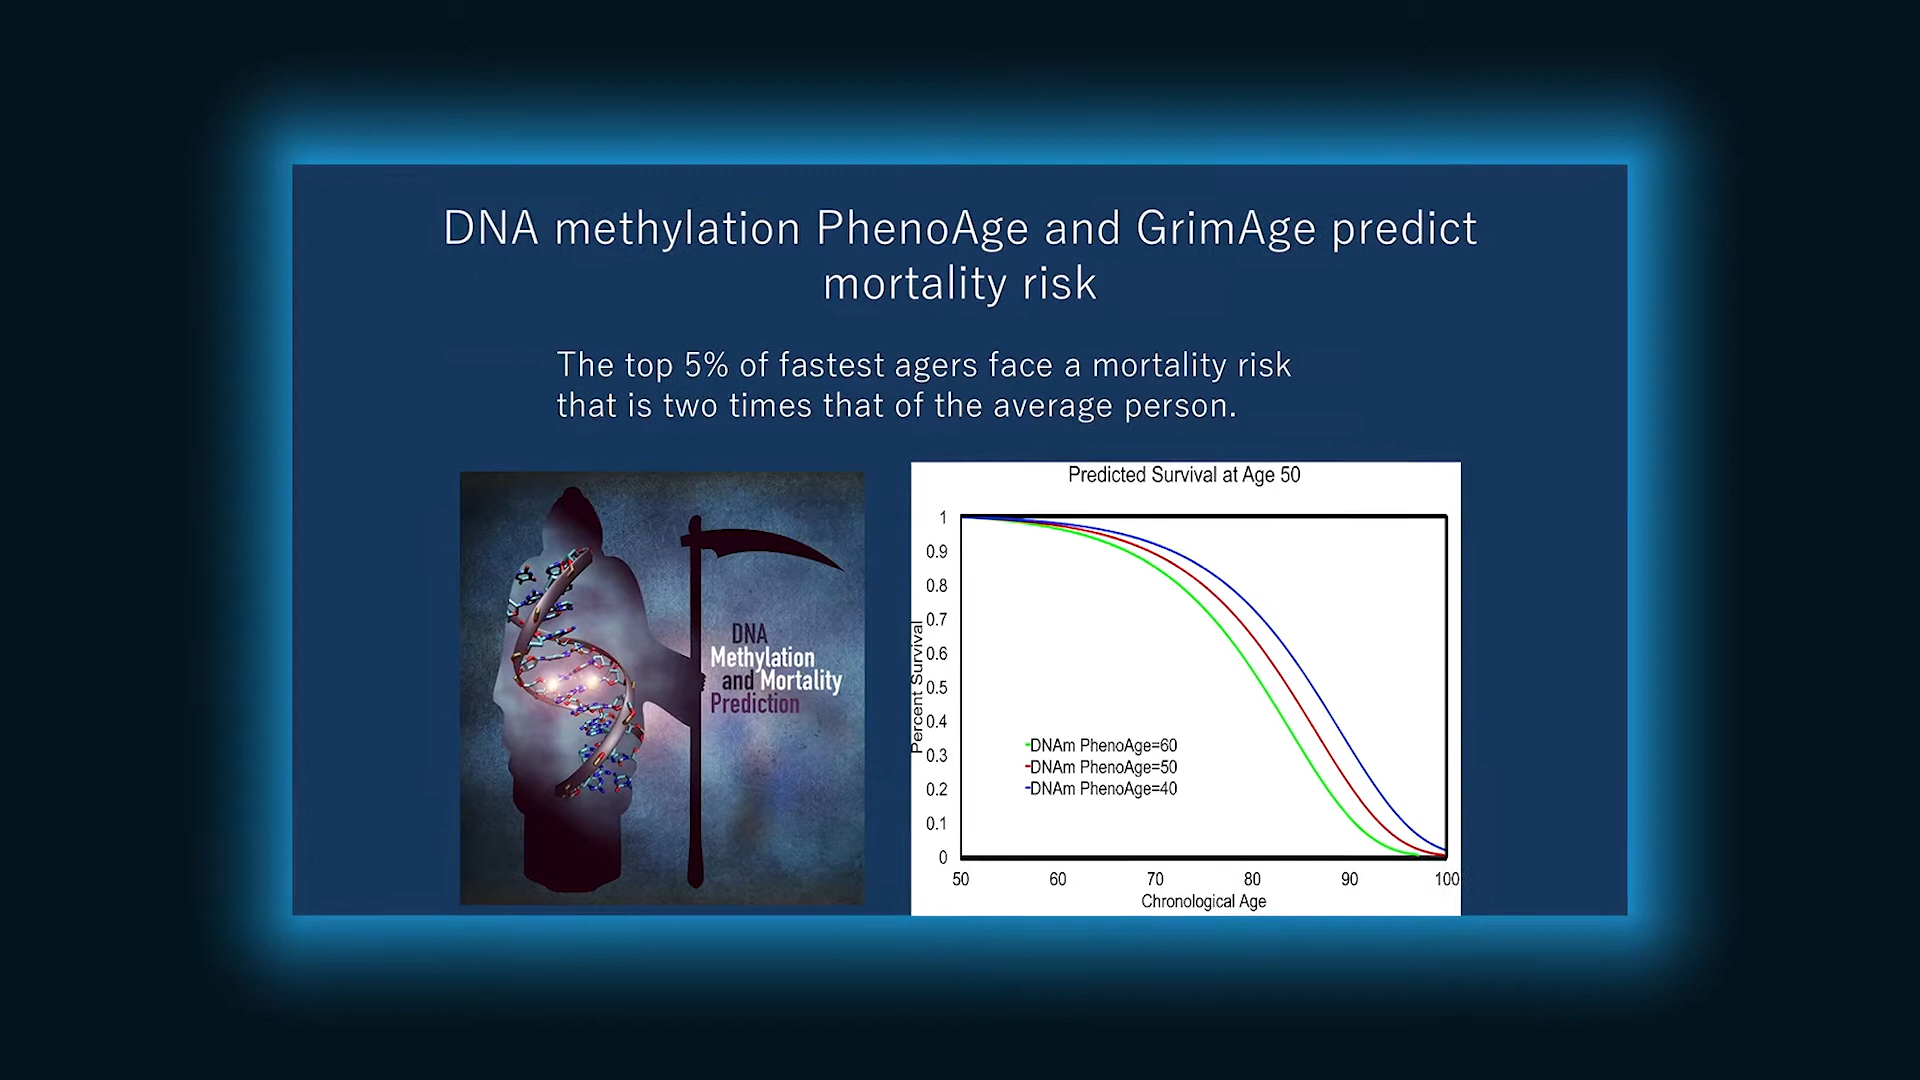 DNA methylation PhenoAge and GrimAge predict
mortality risk
The top 5% of fastest agers face a mortality risk
that is two times that of the average person.
DNA
Methylation
and Mortality
Prediction
Predicted Survival at Age 50
Percent Survival
1
0.9
0.8
0.7
0.6
0.5
0.4
0.3
0.2
0.1
0
-DNAm PhenoAge=60
-DNAm PhenoAge=50
-DNAm PhenoAge=40
50 60 70 80 90 100
Chronological Age